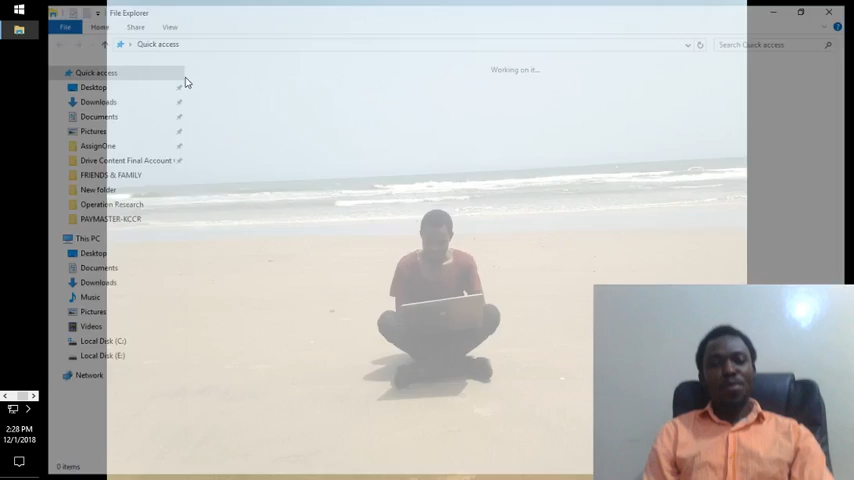 File Explorer
File Home Share View
Quick access
Search Quick access
Quick access
Working on it...
Desktop
Downloads
Documents
Pictures
AssignOne
Drive Content Final Account
FRIENDS & FAMILY
New folder
Operation Research
PAYMASTER-KCCR
This PC
Desktop
Documents
Downloads
Music
Pictures
Videos
Local Disk (C:)
Local Disk (E:)
Network
2:28 PM
12/1/2018
0 items